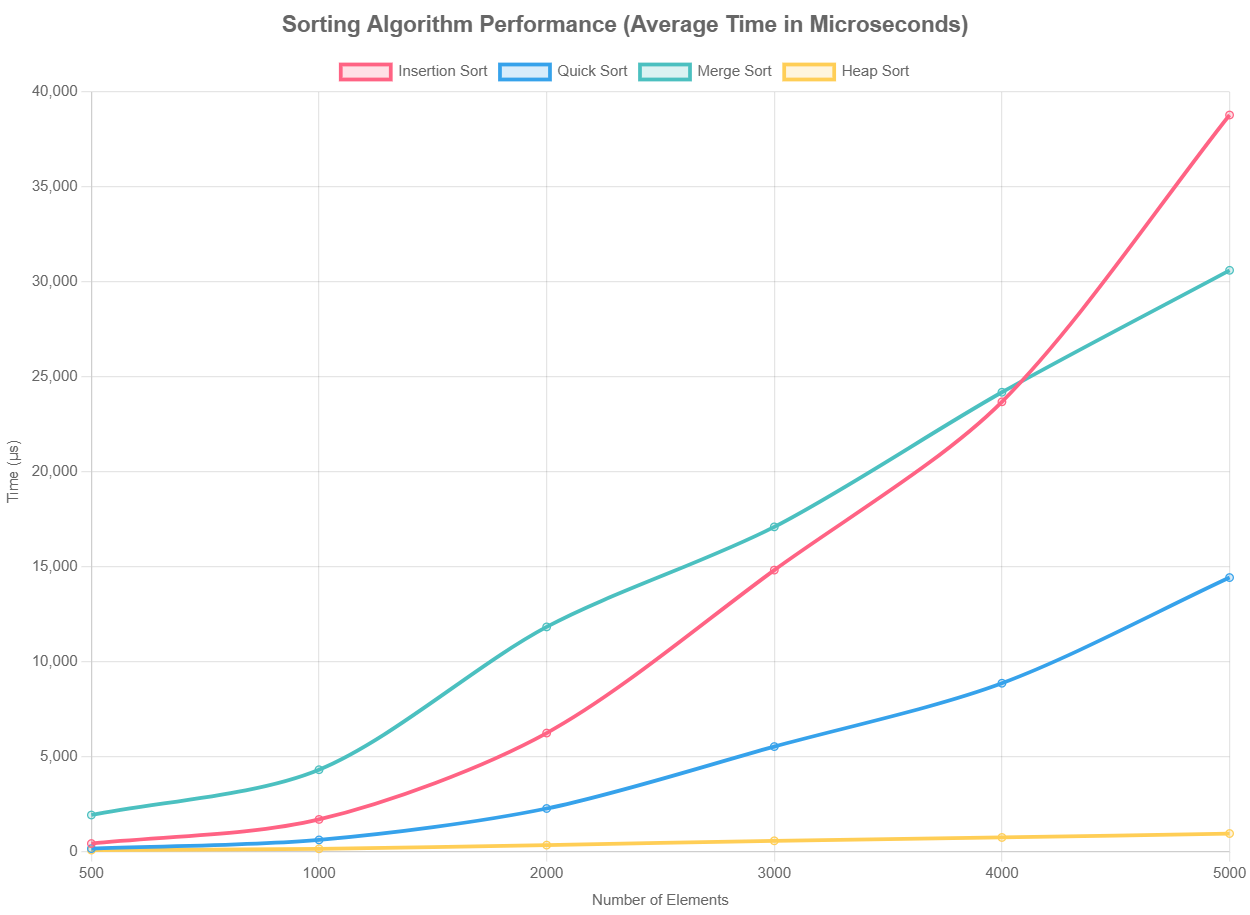 Sorting Algorithm Performance (Average Time in Microseconds)
Insertion Sort Quick Sort Merge Sort Heap Sort
40,000
35,000
30,000
25,000
20,000
15,000
10,000
5,000
0
Time (µs)
500 1000 2000 3000 4000 5000
Number of Elements